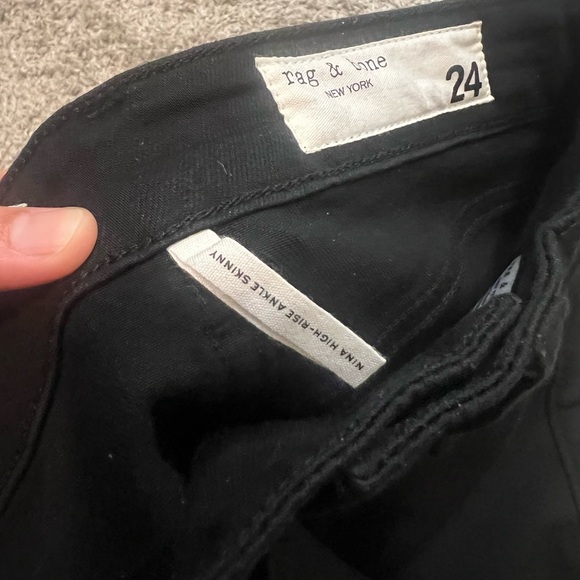 rag & bone
NEW YORK
24
NINA HIGH-RISE ANKLE SKINNY